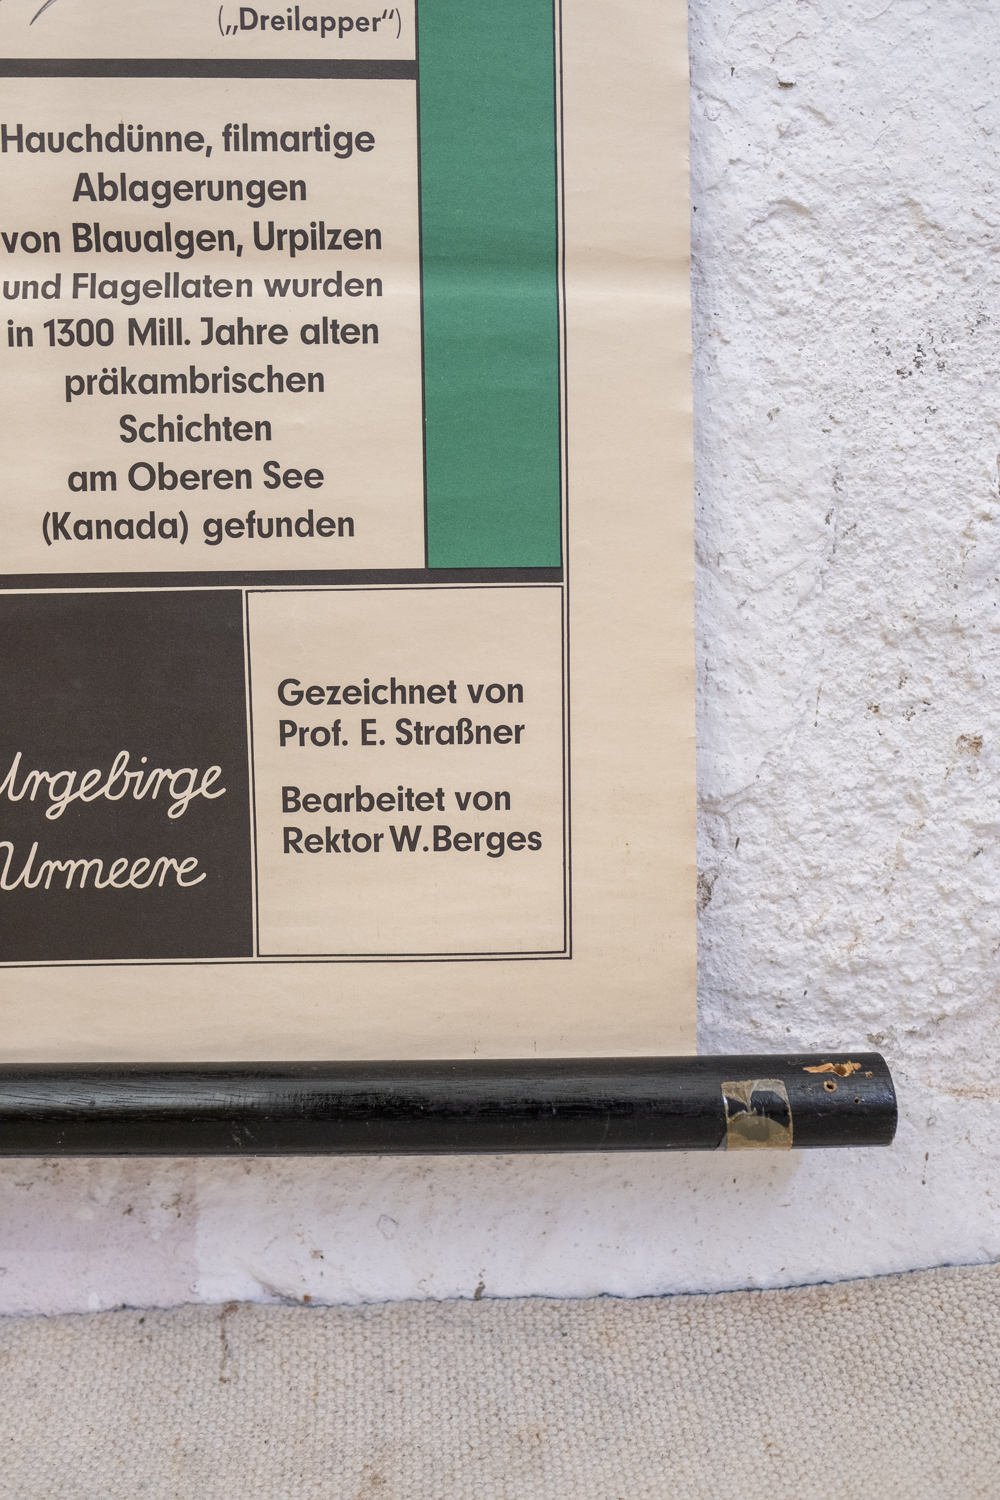 („Dreilapper“)
Hauchdünne, filmartige
Ablagerungen
von Blaualgen, Urpilzen
und Flagellaten wurden
in 1300 Mill. Jahre alten
präkambrischen
Schichten
am Oberen See
(Kanada) gefunden
Urgebirge
Urmeere
Gezeichnet von
Prof. E. Straßner
Bearbeitet von
Rektor W. Berges